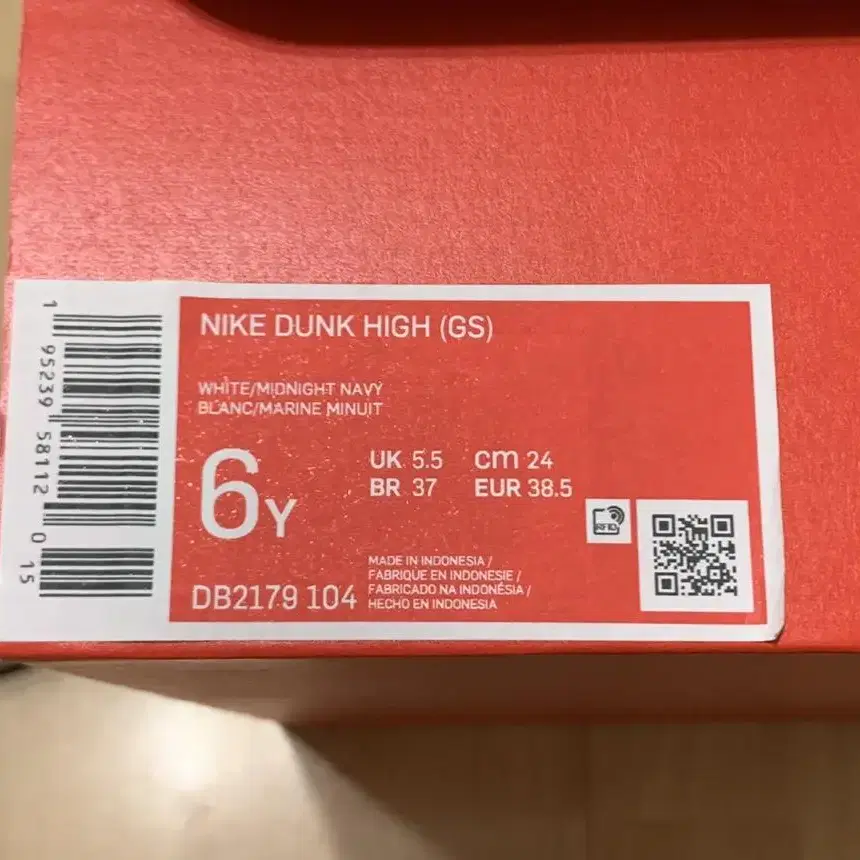 NIKE DUNK HIGH (GS)
WHITE/MIDNIGHT NAVY
BLANC/MARINE MINUIT
6Y
UK 5.5 cm 24
BR 37 EUR 38.5
RFID
DB2179 104
MADE IN INDONESIA /
FABRIQUE EN INDONESIE /
FABRICADO NA INDONÉSIA /
HECHO EN INDONESIA
1 95239 58112 0 15